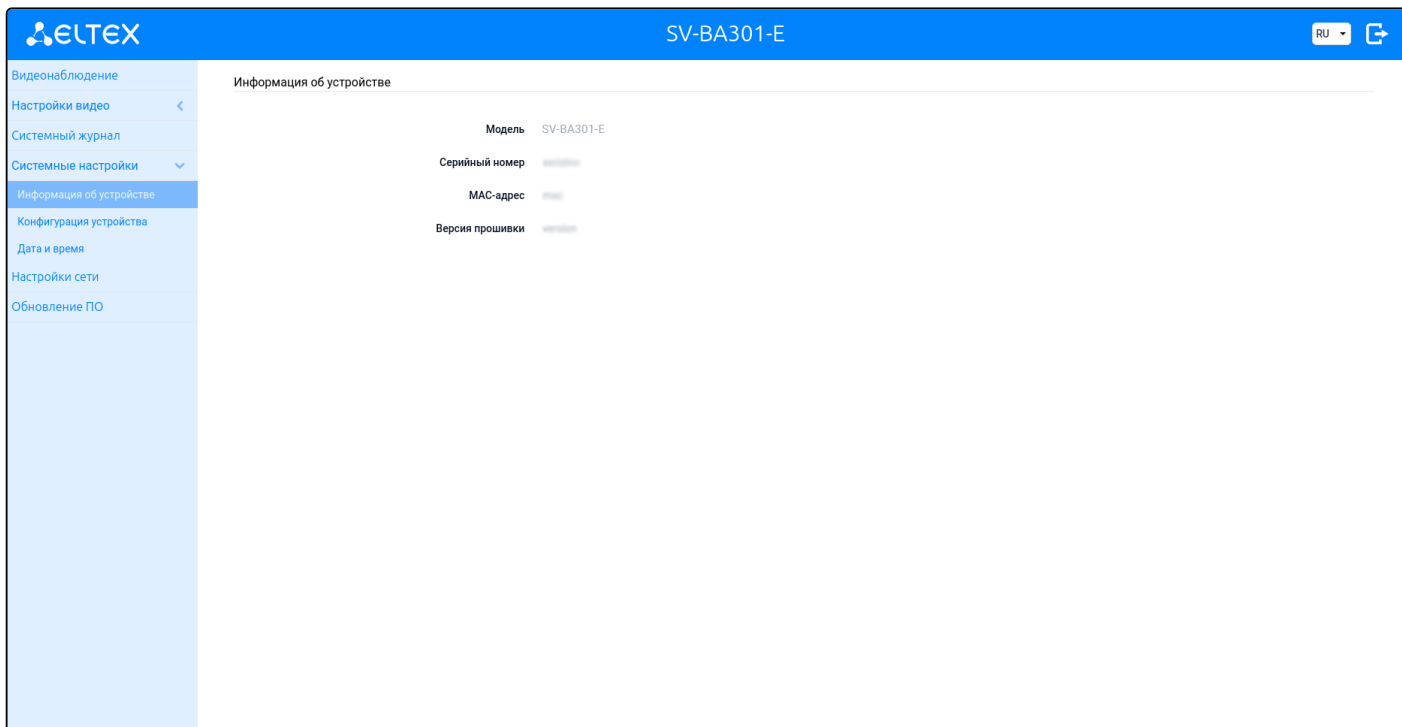 ELTEX
SV-BA301-E
RU
Видеонаблюдение
Настройки видео
Системный журнал
Системные настройки
Информация об устройстве
Конфигурация устройства
Дата и время
Настройки сети
Обновление ПО
Информация об устройстве
Модель SV-BA301-E
Серийный номер
MAC-адрес
Версия прошивки